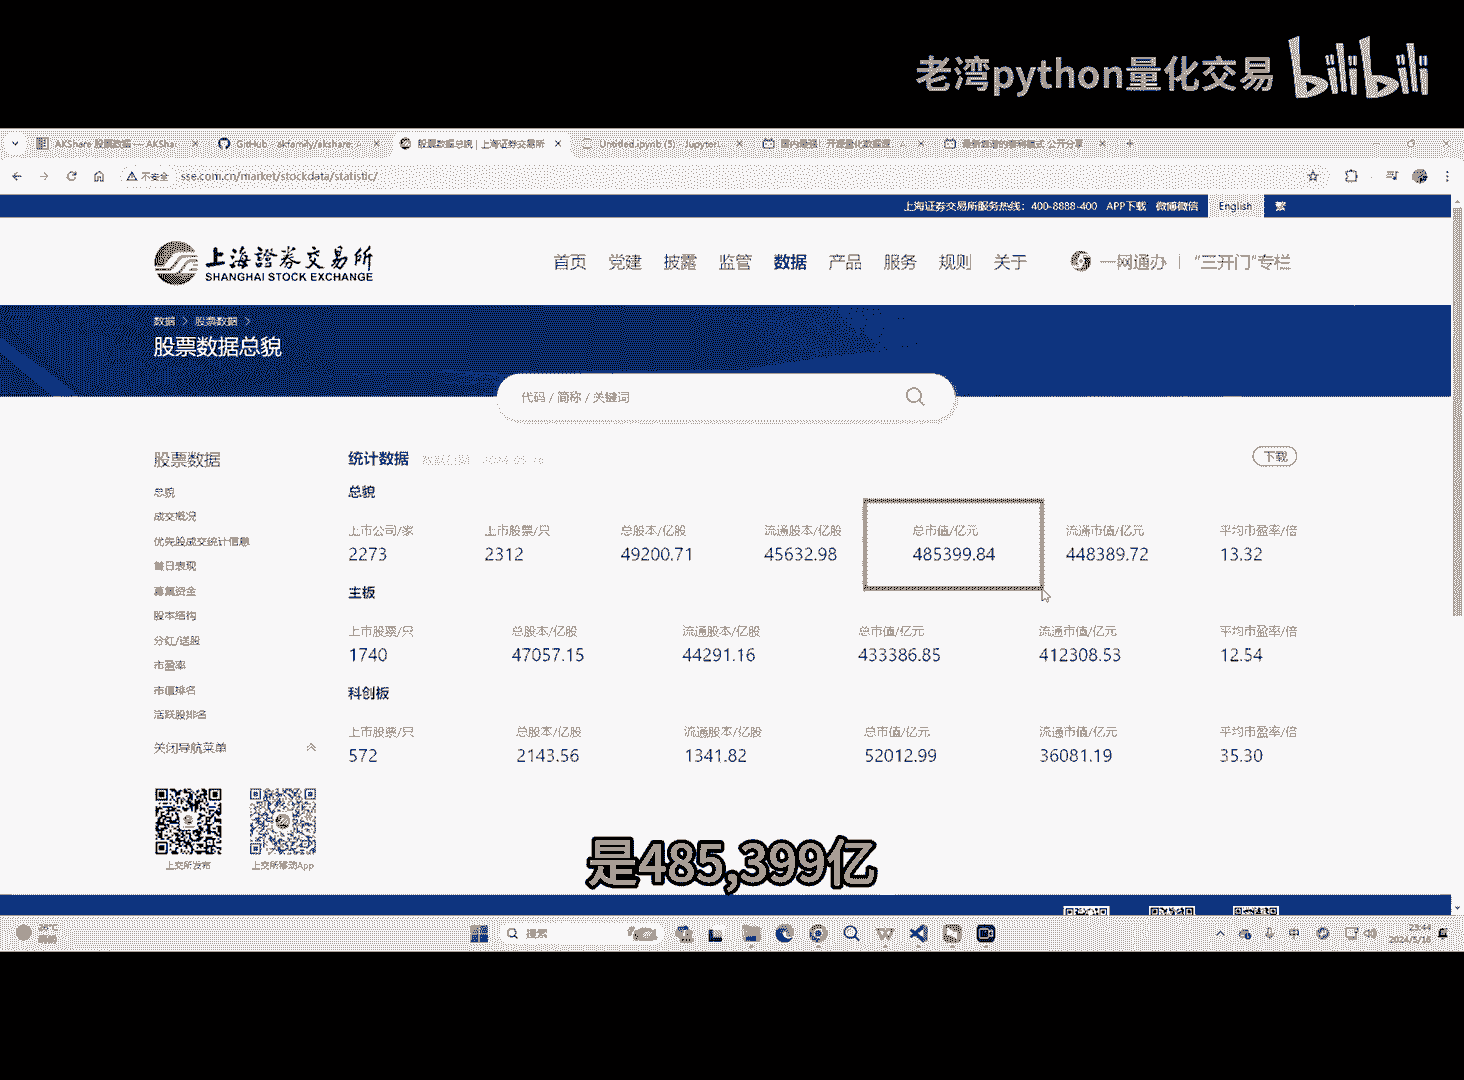 老湾python量化交易 bilibili
AKShare 股票数据 — AKSha
GitHub - akfamily/akshare:
股票数据总貌 | 上海证券交易所
Untitled.ipynb (5) - Jupyter
不安全 sse.com.cn/market/stockdata/statistic/
上海证券交易所服务热线：400-8888-400 APP下载 微博微信 English 繁
上海證券交易所
SHANGHAI STOCK EXCHANGE
首页 党建 披露 监管 数据 产品 服务 规则 关于 一网通办 | “三开门”专栏
数据 > 股票数据 >
股票数据总貌
代码 / 简称 / 关键词
股票数据
总貌
成交概况
优先股成交统计信息
首日表现
募集资金
股本结构
分红/送股
市盈率
市值排名
活跃股排名
关闭导航菜单
上交所发布 上交所移动App
统计数据 下载
总貌
上市公司/家 上市股票/只 总股本/亿股 流通股本/亿股 总市值/亿元 流通市值/亿元 平均市盈率/倍
2273 2312 49200.71 45632.98 485399.84 448389.72 13.32
主板
上市股票/只 总股本/亿股 流通股本/亿股 总市值/亿元 流通市值/亿元 平均市盈率/倍
1740 47057.15 44291.16 433386.85 412308.53 12.54
科创板
上市股票/只 总股本/亿股 流通股本/亿股 总市值/亿元 流通市值/亿元 平均市盈率/倍
572 2143.56 1341.82 52012.99 36081.19 35.30
是485,399亿
搜索
中